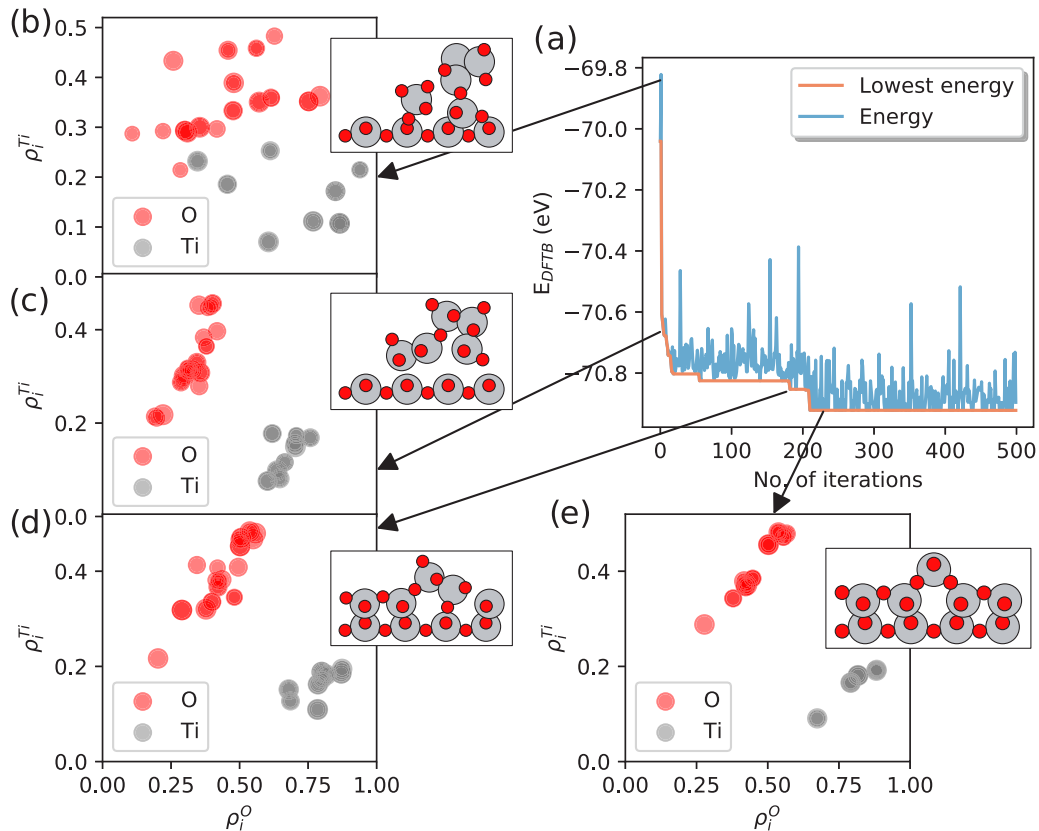 (b)
0.5
0.4
0.3
0.2
0.1
0.0
ρ_i^{Ti}
O
Ti
(a)
−69.8
−70.0
−70.2
−70.4
−70.6
−70.8
E_{DFTB} (eV)
Lowest energy
Energy
0 100 200 300 400 500
No. of iterations
(c)
0.4
0.2
0.0
ρ_i^{Ti}
O
Ti
(d)
0.4
0.2
0.0
ρ_i^{Ti}
O
Ti
0.00 0.25 0.50 0.75 1.00
ρ_i^O
(e)
0.4
0.2
0.0
ρ_i^{Ti}
O
Ti
0.00 0.25 0.50 0.75 1.00
ρ_i^O